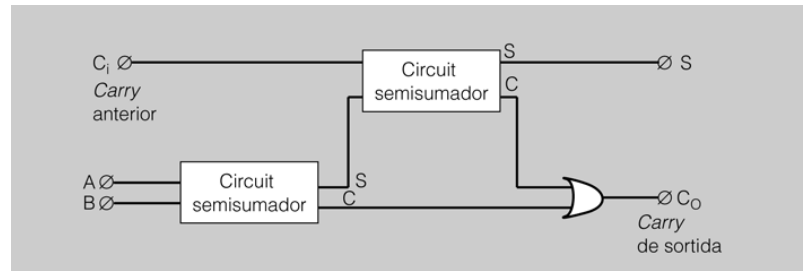 Cᵢ
Carry
anterior
Circuit
semisumador
S
C
S
A
B
Circuit
semisumador
S
C
C₀
Carry
de sortida